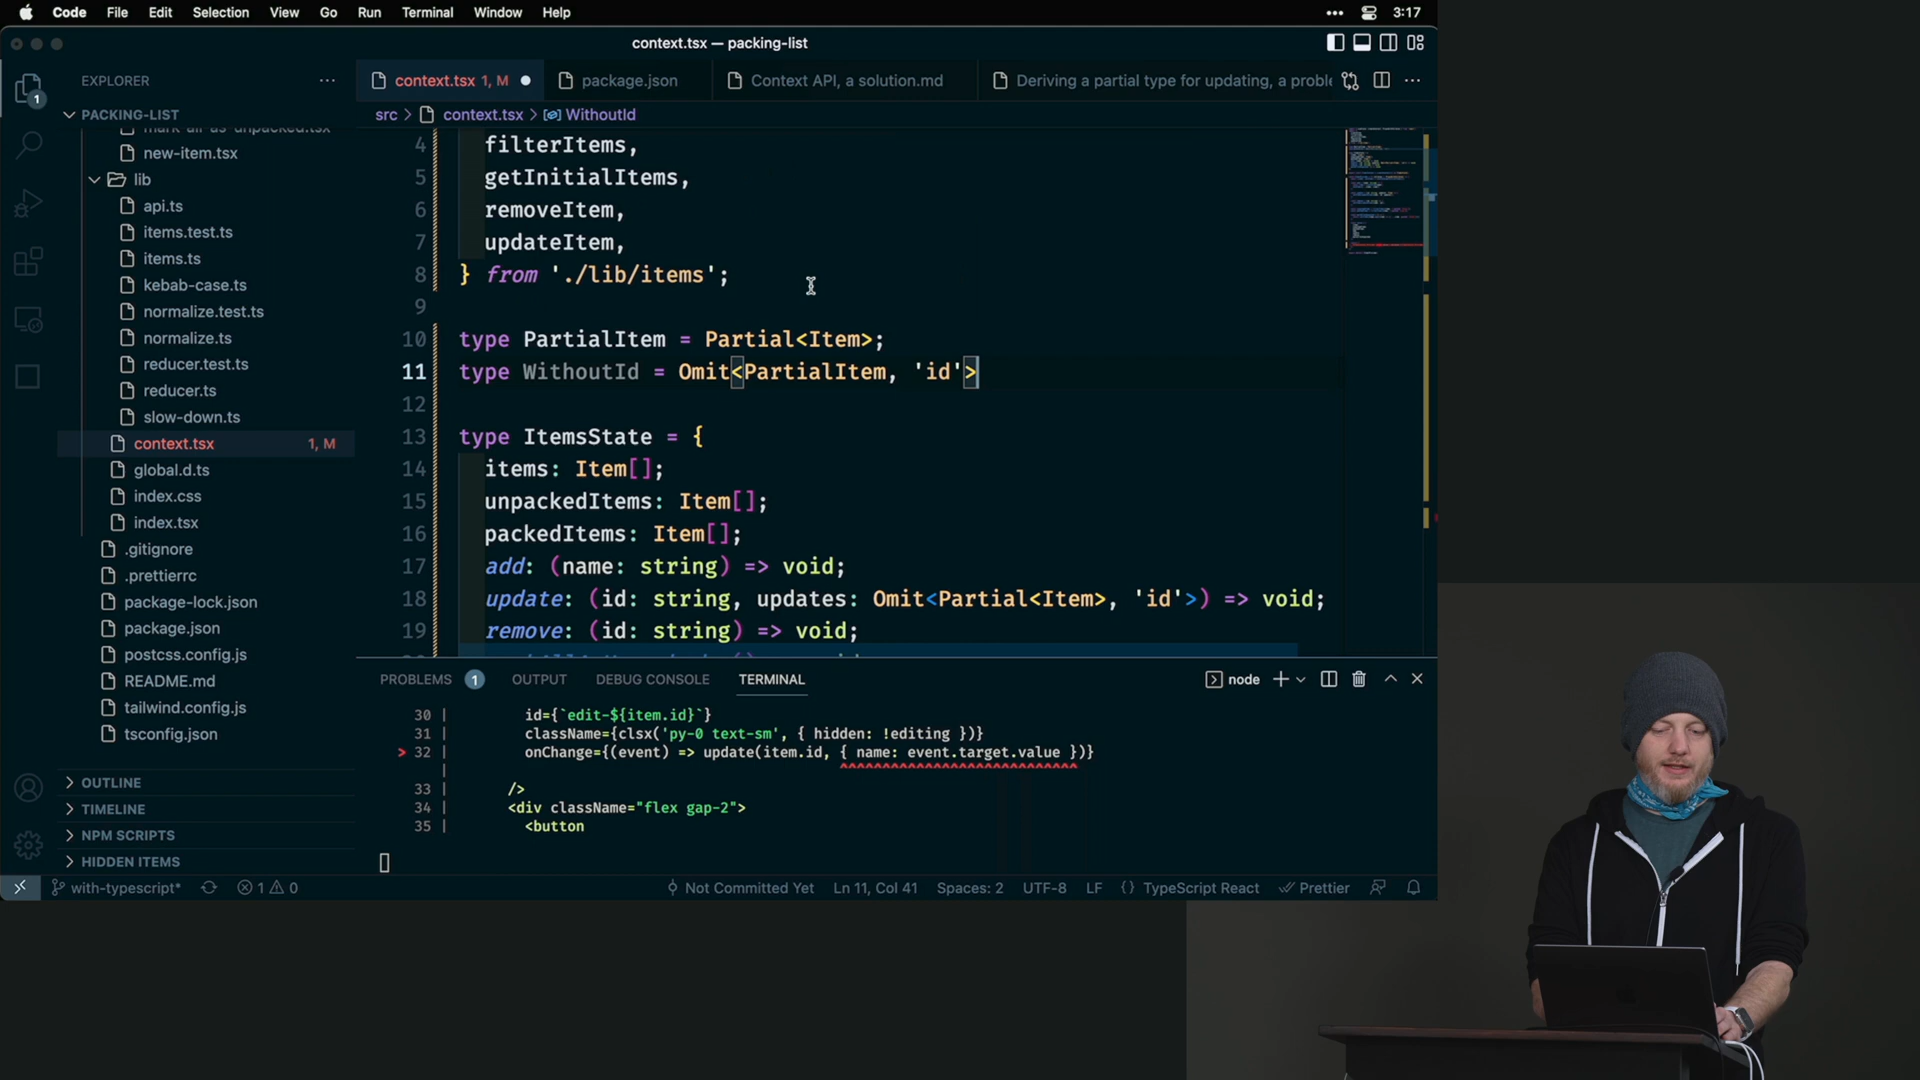 Code File Edit Selection View Go Run Terminal Window Help
3:17
context.tsx — packing-list
EXPLORER
1
PACKING-LIST
mark-all-as-unpacked.tsx
new-item.tsx
lib
api.ts
items.test.ts
items.ts
kebab-case.ts
normalize.test.ts
normalize.ts
reducer.test.ts
reducer.ts
slow-down.ts
context.tsx 1, M
global.d.ts
index.css
index.tsx
.gitignore
.prettierrc
package-lock.json
package.json
postcss.config.js
README.md
tailwind.config.js
tsconfig.json
OUTLINE
TIMELINE
NPM SCRIPTS
HIDDEN ITEMS
context.tsx 1, M
package.json
Context API, a solution.md
Deriving a partial type for updating, a proble
src > context.tsx > WithoutId
4 filterItems,
5 getInitialItems,
6 removeItem,
7 updateItem,
8 } from './lib/items';
9
10 type PartialItem = Partial<Item>;
11 type WithoutId = Omit<PartialItem, 'id'>
12
13 type ItemsState = {
14 items: Item[];
15 unpackedItems: Item[];
16 packedItems: Item[];
17 add: (name: string) => void;
18 update: (id: string, updates: Omit<Partial<Item>, 'id'>) => void;
19 remove: (id: string) => void;
PROBLEMS 1 OUTPUT DEBUG CONSOLE TERMINAL
node
30 | id={`edit-${item.id}`}
31 | className={clsx('py-0 text-sm', { hidden: !editing })}
> 32 | onChange={(event) => update(item.id, { name: event.target.value })}
| ^^^^^^^^^^^^^^^^^^^^^^^^^^^
33 | />
34 | <div className="flex gap-2">
35 | <button
with-typescript* 1 0 Not Committed Yet Ln 11, Col 41 Spaces: 2 UTF-8 LF {} TypeScript React Prettier